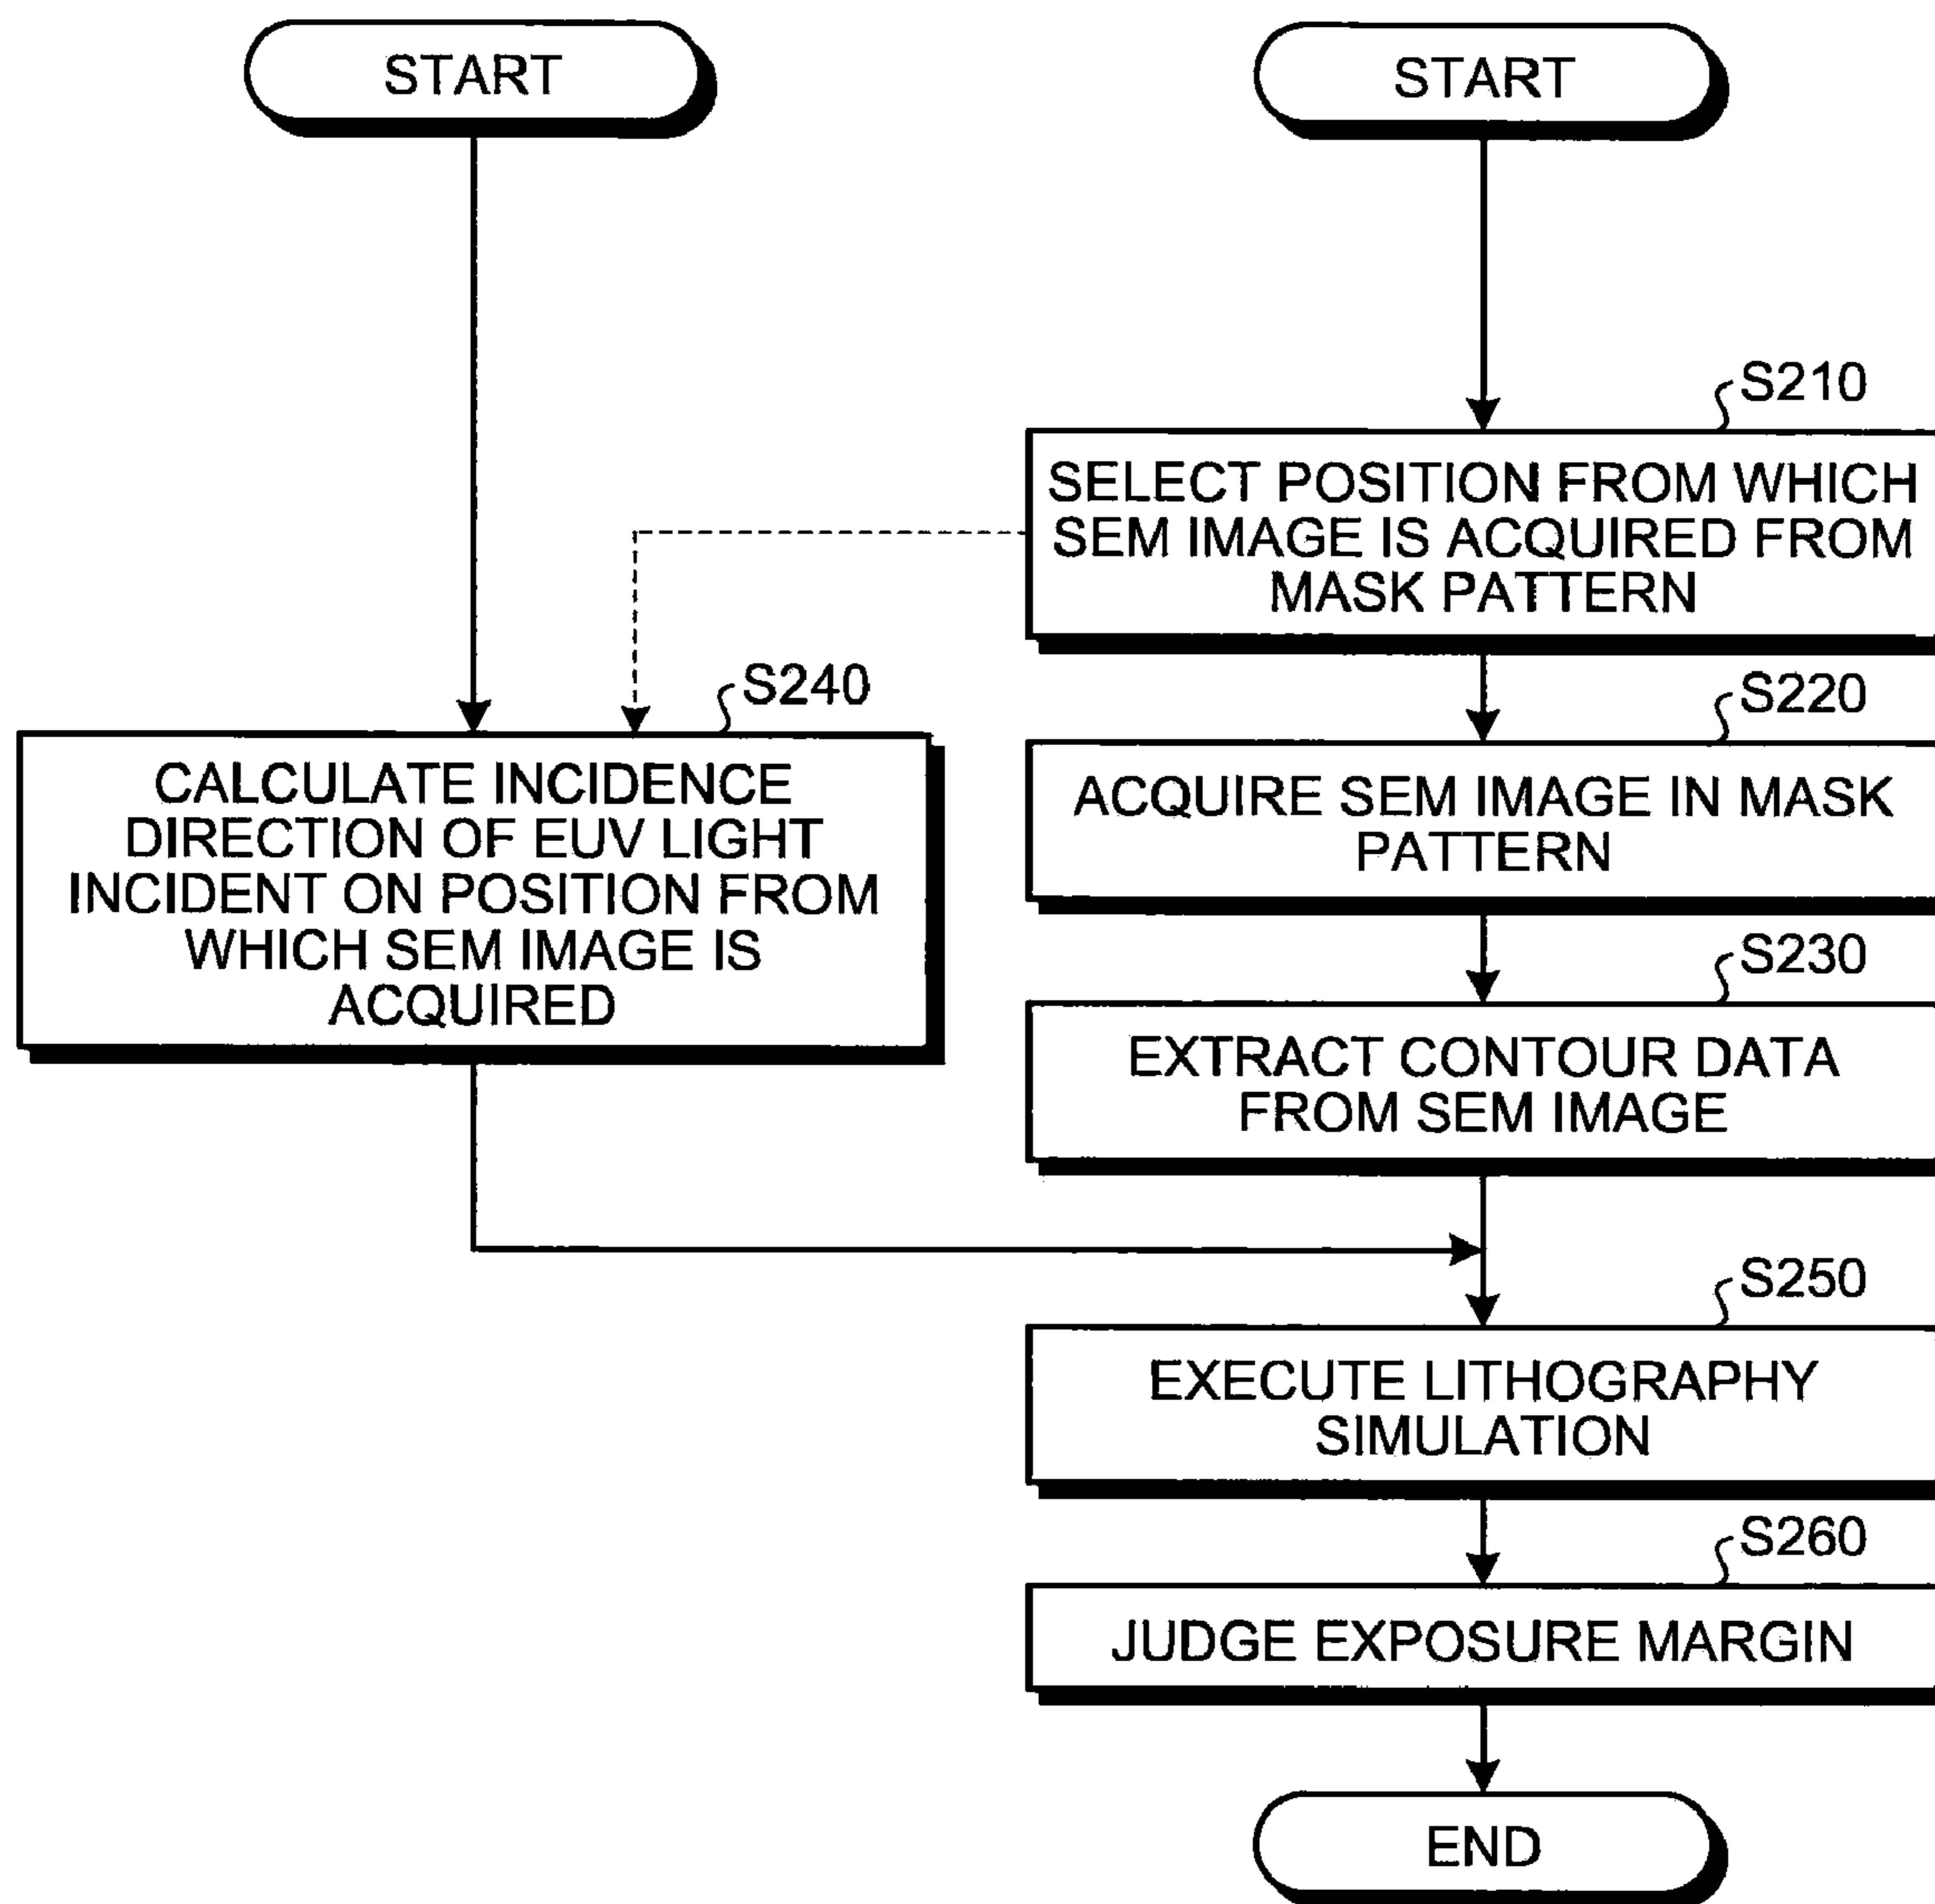 START
START
S210
SELECT POSITION FROM WHICH
SEM IMAGE IS ACQUIRED FROM
MASK PATTERN
S240
CALCULATE INCIDENCE
DIRECTION OF EUV LIGHT
INCIDENT ON POSITION FROM
WHICH SEM IMAGE IS
ACQUIRED
S220
ACQUIRE SEM IMAGE IN MASK
PATTERN
S230
EXTRACT CONTOUR DATA
FROM SEM IMAGE
S250
EXECUTE LITHOGRAPHY
SIMULATION
S260
JUDGE EXPOSURE MARGIN
END